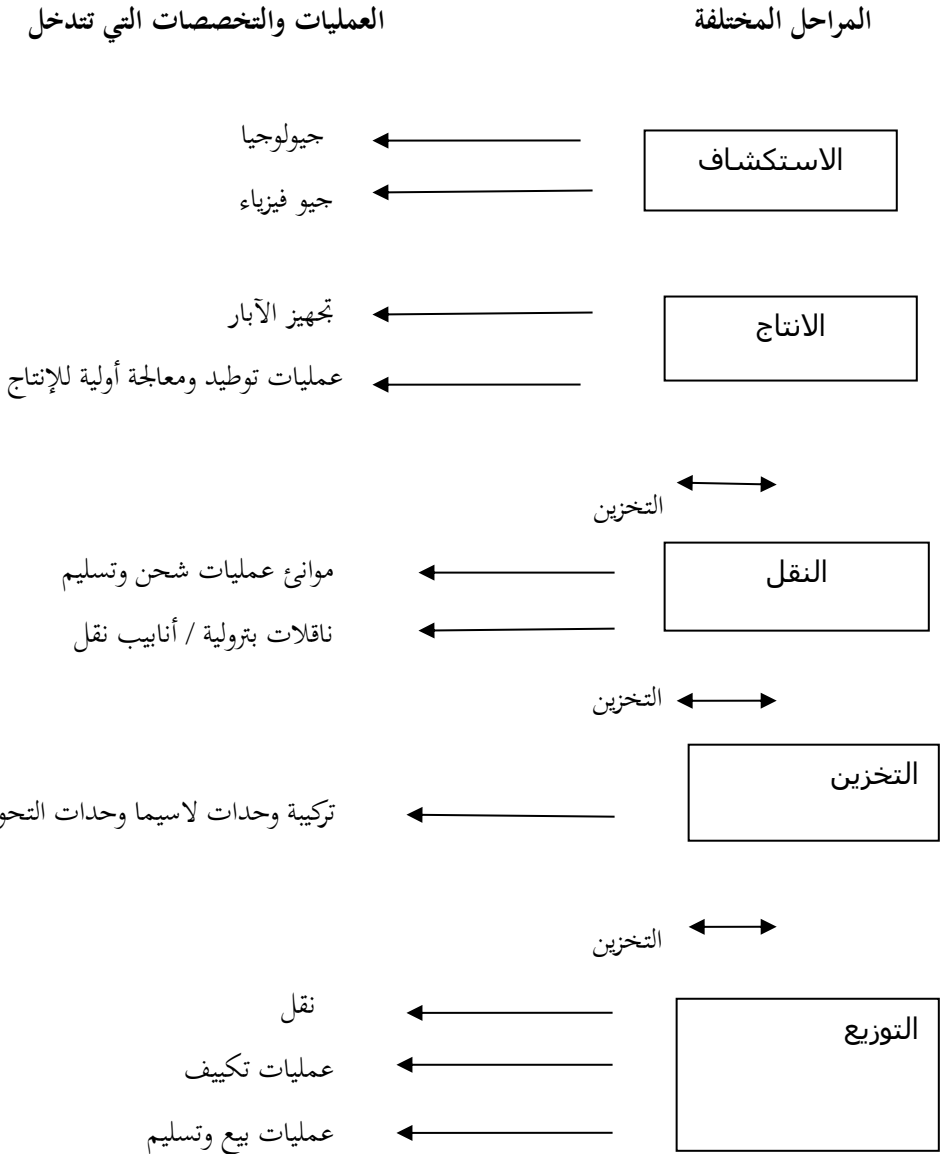 المراحل المختلفة العمليات والتخصصات التي تتدخل
الاستكشاف
جيولوجيا
جيو فيزياء
الانتاج
تجهيز الآبار
عمليات توطيد ومعالجة أولية للإنتاج
التخزين
النقل
موانئ عمليات شحن وتسليم
ناقلات بترولية / أنابيب نقل
التخزين
التخزين
تركيبة وحدات لاسيما وحدات
التخزين
التوزيع
نقل
عمليات تكييف
عمليات بيع وتسليم